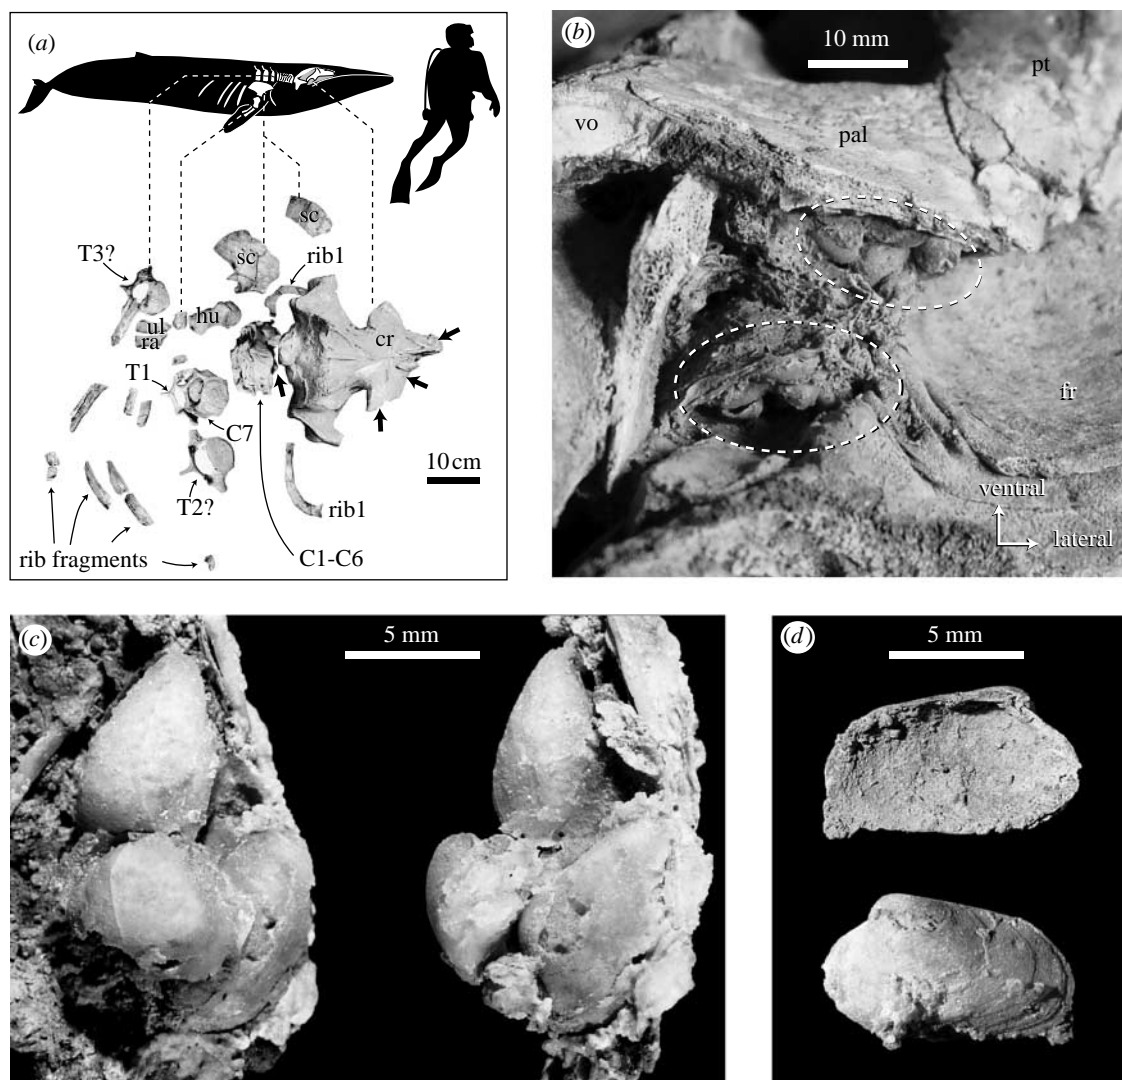 (a)
sc
sc
rib1
T3?
ul
hu
ra
cr
T1
C7
10 cm
T2?
rib1
rib fragments
C1-C6
(b)
10 mm
pt
vo
pal
fr
ventral
lateral
(c)
5 mm
(d)
5 mm